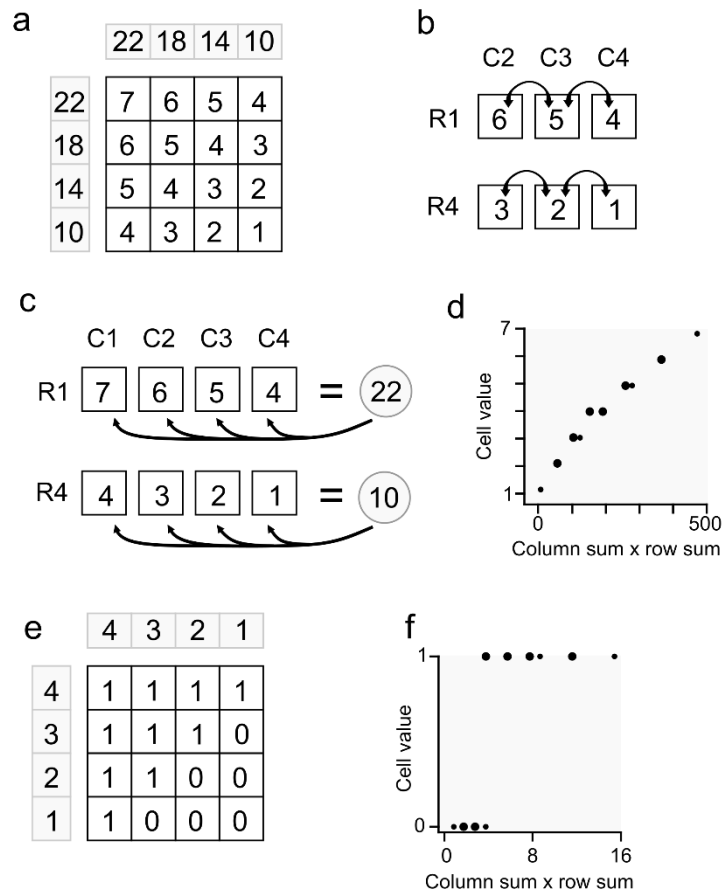 a
22 18 14 10
22 7 6 5 4
18 6 5 4 3
14 5 4 3 2
10 4 3 2 1
b
C2 C3 C4
R1 6 5 4
R4 3 2 1
c
C1 C2 C3 C4
R1 7 6 5 4 = 22
R4 4 3 2 1 = 10
d
7
Cell value
1
0 500
Column sum x row sum
e
4 3 2 1
4 1 1 1 1
3 1 1 1 0
2 1 1 0 0
1 1 0 0 0
f
1
Cell value
0
0 8 16
Column sum x row sum